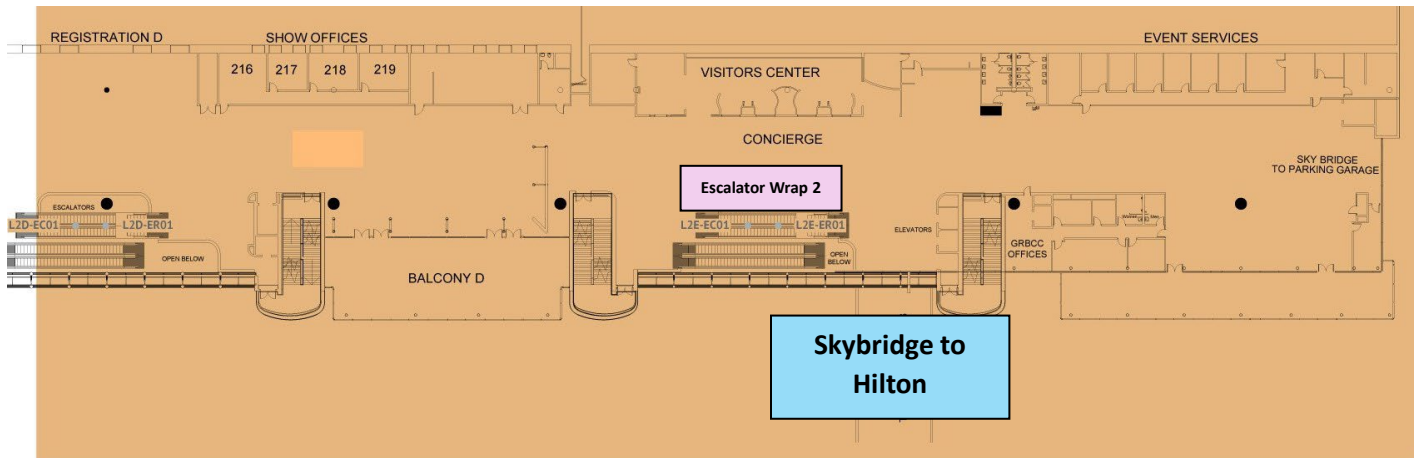 REGISTRATION D
SHOW OFFICES
EVENT SERVICES
216
217
218
219
VISITORS CENTER
CONCIERGE
SKY BRIDGE
TO PARKING GARAGE
Escalator Wrap 2
ESCALATORS
L2D-EC01
L2D-ER01
L2E-EC01
L2E-ER01
ELEVATORS
Women
Men
GRBCC
OFFICES
OPEN BELOW
OPEN
BELOW
BALCONY D
Skybridge to
Hilton